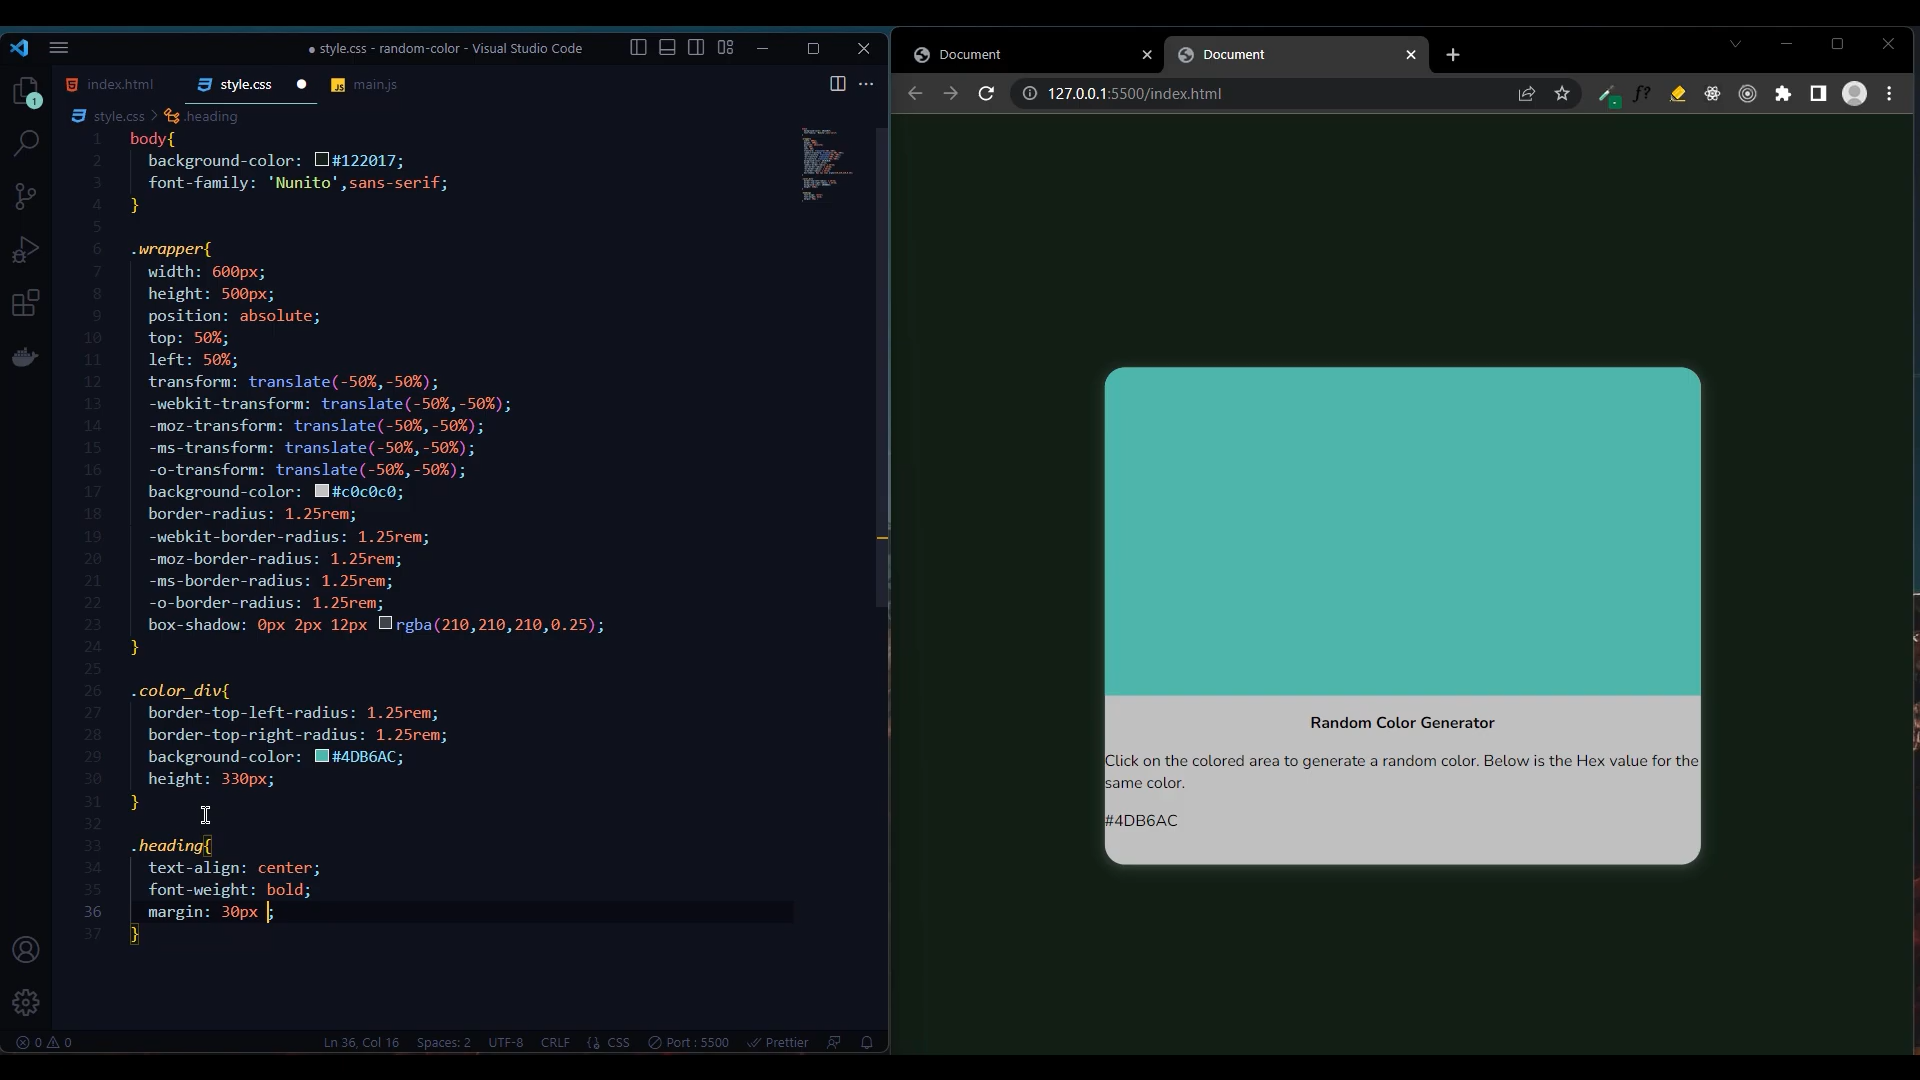 style.css - random-color - Visual Studio Code
index.html
style.css
JS main.js
style.css > .heading
1 body{
2 background-color: #122017;
3 font-family: 'Nunito',sans-serif;
4 }
5
6 .wrapper{
7 width: 600px;
8 height: 500px;
9 position: absolute;
10 top: 50%;
11 left: 50%;
12 transform: translate(-50%,-50%);
13 -webkit-transform: translate(-50%,-50%);
14 -moz-transform: translate(-50%,-50%);
15 -ms-transform: translate(-50%,-50%);
16 -o-transform: translate(-50%,-50%);
17 background-color: #c0c0c0;
18 border-radius: 1.25rem;
19 -webkit-border-radius: 1.25rem;
20 -moz-border-radius: 1.25rem;
21 -ms-border-radius: 1.25rem;
22 -o-border-radius: 1.25rem;
23 box-shadow: 0px 2px 12px rgba(210,210,210,0.25);
24 }
25
26 .color_div{
27 border-top-left-radius: 1.25rem;
28 border-top-right-radius: 1.25rem;
29 background-color: #4DB6AC;
30 height: 330px;
31 }
32
33 .heading{
34 text-align: center;
35 font-weight: bold;
36 margin: 30px ;
37 }
1
0 0
Ln 36, Col 16
Spaces: 2
UTF-8
CRLF
CSS
Port : 5500
Prettier
Document
Document
127.0.0.1:5500/index.html
f?
Random Color Generator
Click on the colored area to generate a random color. Below is the Hex value for the
same color.
#4DB6AC